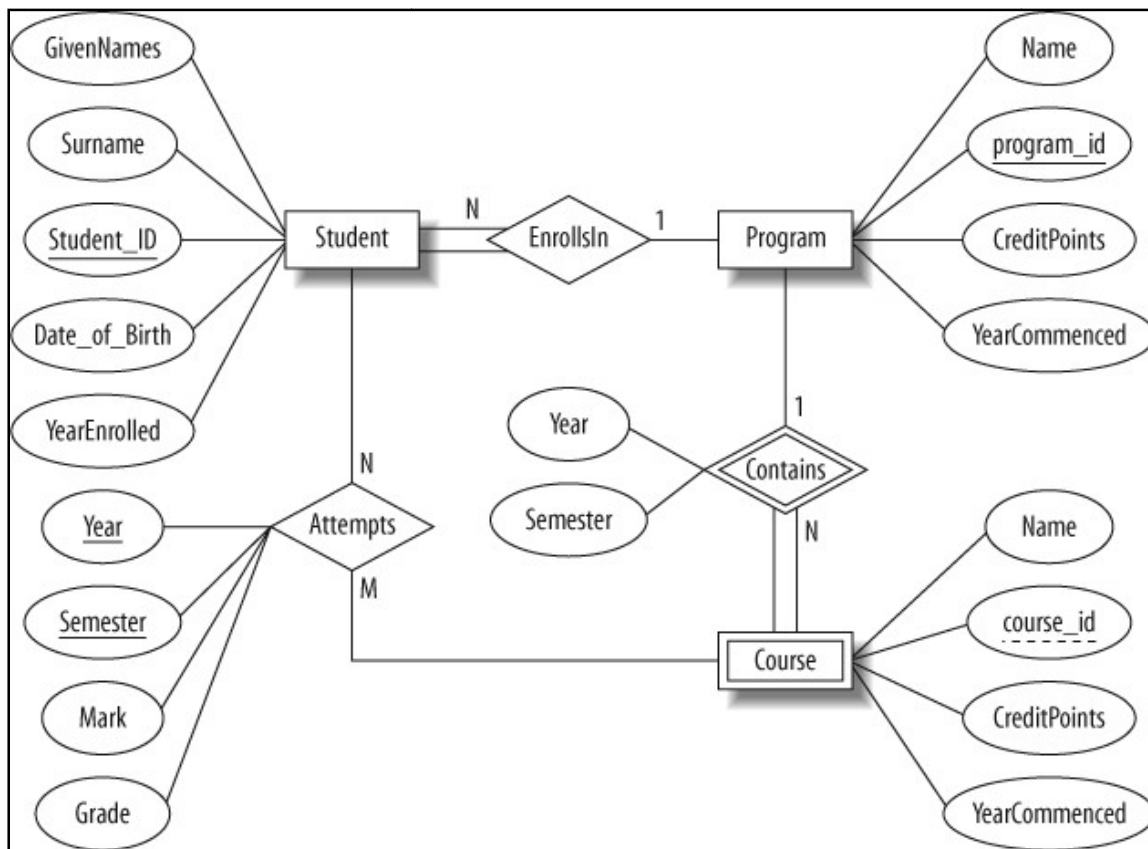 GivenNames
Name
Surname
program_id
N
1
Student_ID
Student
EnrollsIn
Program
CreditPoints
Date_of_Birth
YearCommenced
YearEnrolled
Year
1
N
Contains
Year
Attempts
Semester
N
Name
M
Semester
Course
course_id
Mark
CreditPoints
Grade
YearCommenced